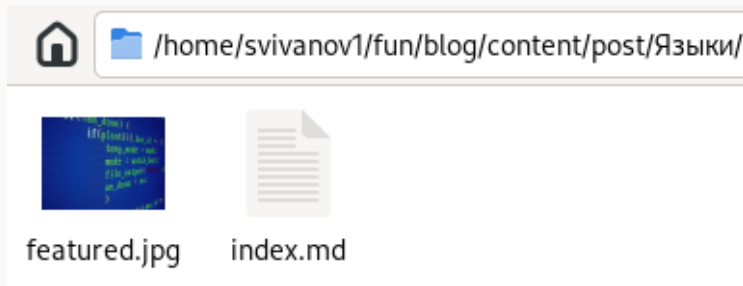 /home/svivanov1/fun/blog/content/post/Языки/
featured.jpg
index.md